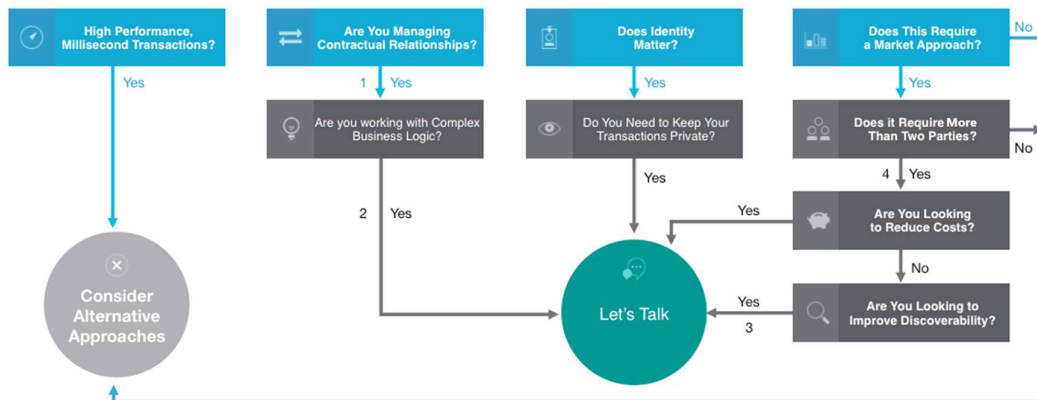 High Performance,
Millisecond Transactions?
Are You Managing
Contractual Relationships?
Does Identity
Matter?
Does This Require
a Market Approach?
No
Yes
1 Yes
Yes
Yes
Are you working with Complex
Business Logic?
Do You Need to Keep Your
Transactions Private?
Does it Require More
Than Two Parties?
No
Yes
4 Yes
2 Yes
Yes
Are You Looking
to Reduce Costs?
No
Consider
Alternative
Approaches
Let's Talk
Yes
3
Are You Looking to
Improve Discoverability?